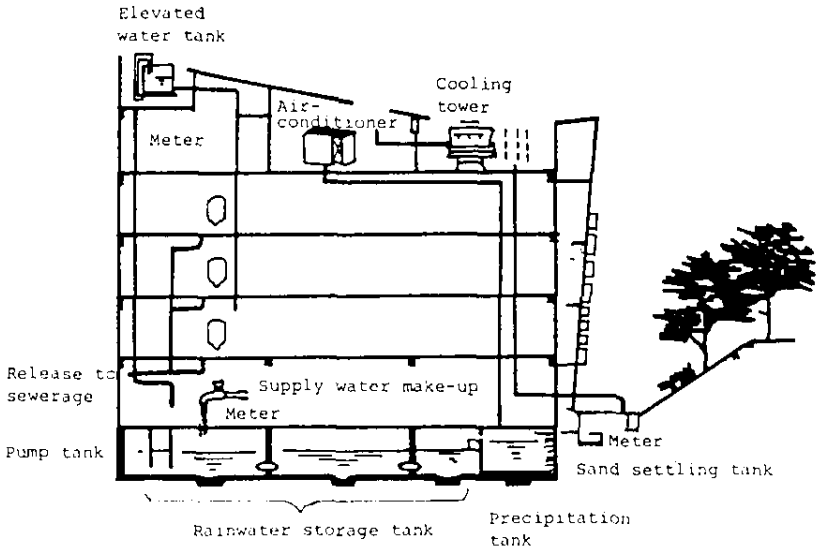 Elevated
water tank
Cooling
tower
Air-
conditioner
Meter
Release to
sewerage
Supply water make-up
Meter
Pump tank
Meter
Sand settling tank
Rainwater storage tank
Precipitation
tank